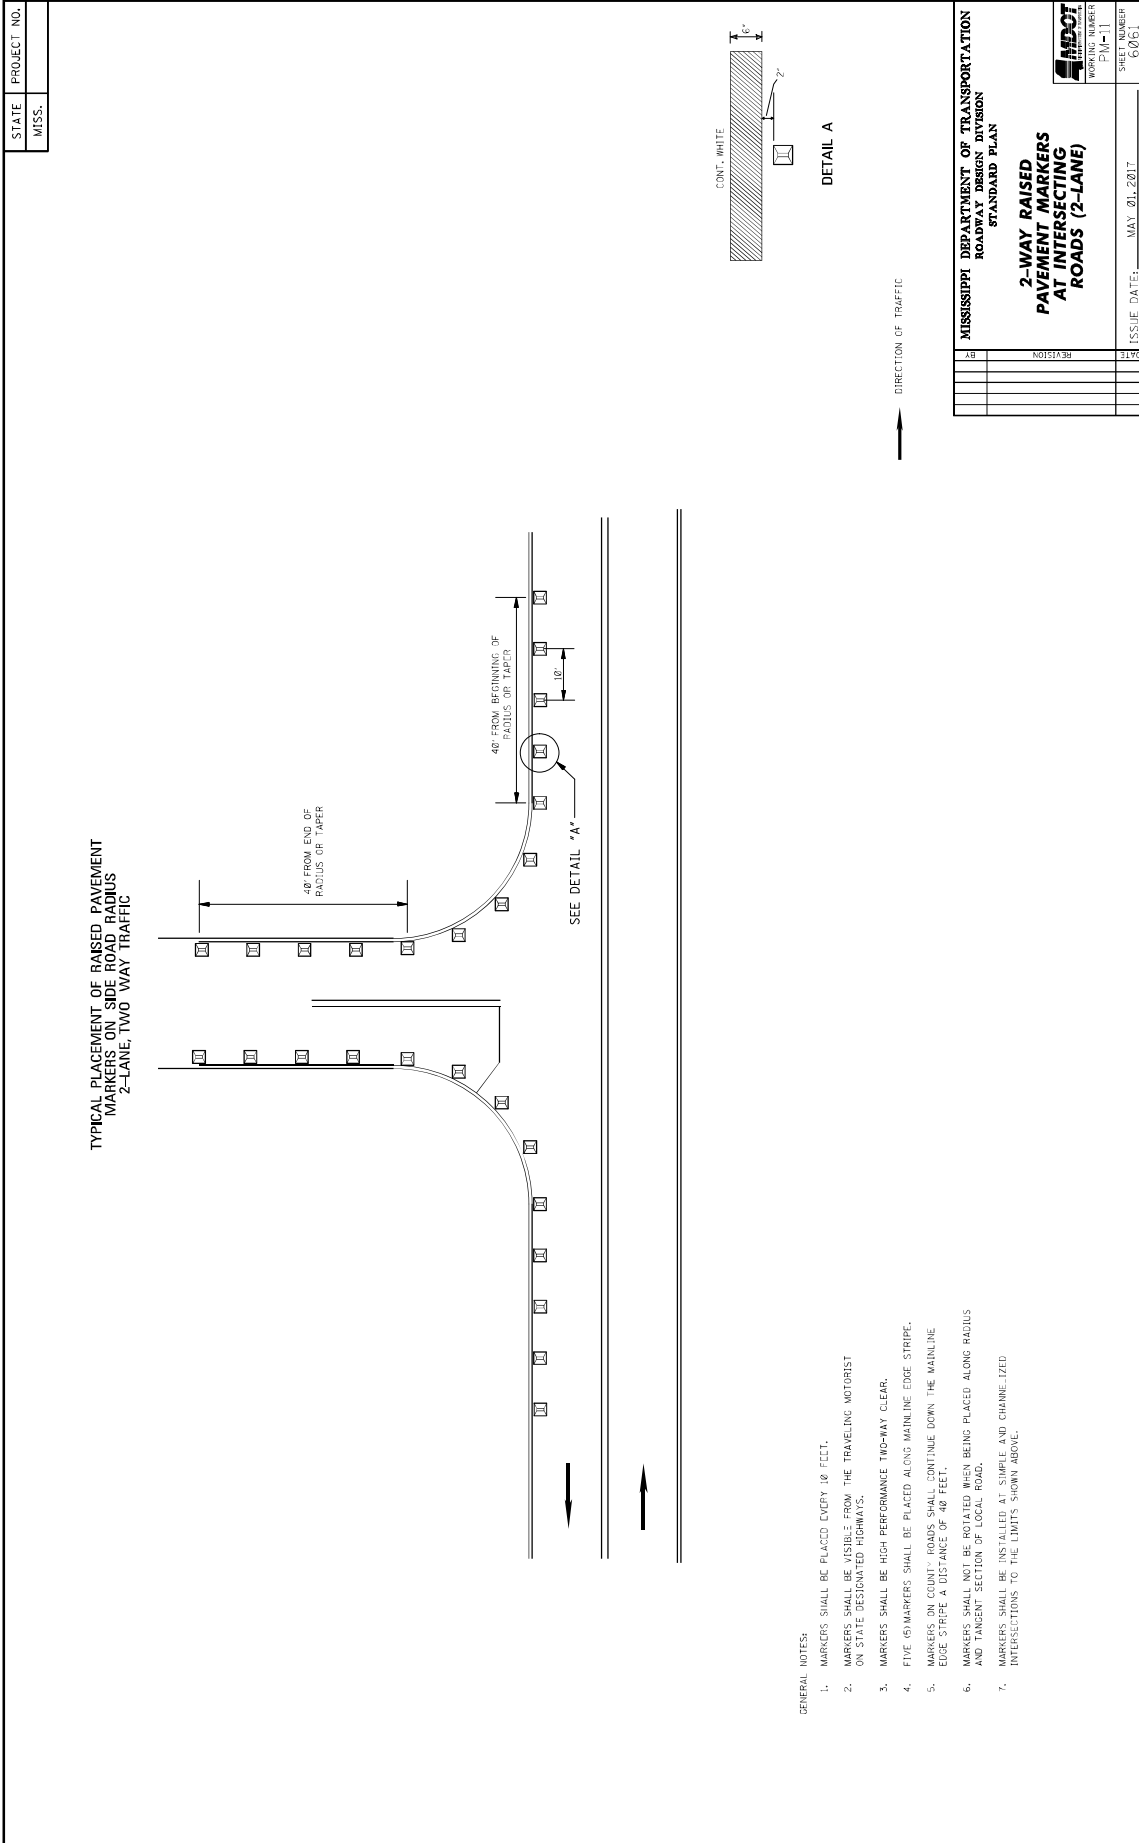 STATE PROJECT NO.
MISS.
TYPICAL PLACEMENT OF RAISED PAVEMENT
MARKERS ON SIDE ROAD RADIUS
2-LANE, TWO WAY TRAFFIC
40' FROM END OF
RADIUS OR TAPER
40' FROM BEGINNING OF
RADIUS OR TAPER
10'
SEE DETAIL "A"
CONT. WHITE
6"
2"
DETAIL A
DIRECTION OF TRAFFIC
GENERAL NOTES:
1. MARKERS SHALL BE PLACED EVERY 10 FEET.
2. MARKERS SHALL BE VISIBLE FROM THE TRAVELING MOTORIST
ON STATE DESIGNATED HIGHWAYS.
3. MARKERS SHALL BE HIGH PERFORMANCE TWO-WAY CLEAR.
4. FIVE (5) MARKERS SHALL BE PLACED ALONG MAINLINE EDGE STRIPE.
5. MARKERS ON COUNTY ROADS SHALL CONTINUE DOWN THE MAINLINE
EDGE STRIPE A DISTANCE OF 40 FEET.
6. MARKERS SHALL NOT BE ROTATED WHEN BEING PLACED ALONG RADIUS
AND TANGENT SECTION OF LOCAL ROAD.
7. MARKERS SHALL BE INSTALLED AT SIMPLE AND CHANNELIZED
INTERSECTIONS TO THE LIMITS SHOWN ABOVE.
BY
REVISION
DATE
MISSISSIPPI DEPARTMENT OF TRANSPORTATION
ROADWAY DESIGN DIVISION
STANDARD PLAN
2-WAY RAISED
PAVEMENT MARKERS
AT INTERSECTING
ROADS (2-LANE)
ISSUE DATE: MAY 01, 2017
MDOT
WORKING NUMBER
PM-11
SHEET NUMBER
6061